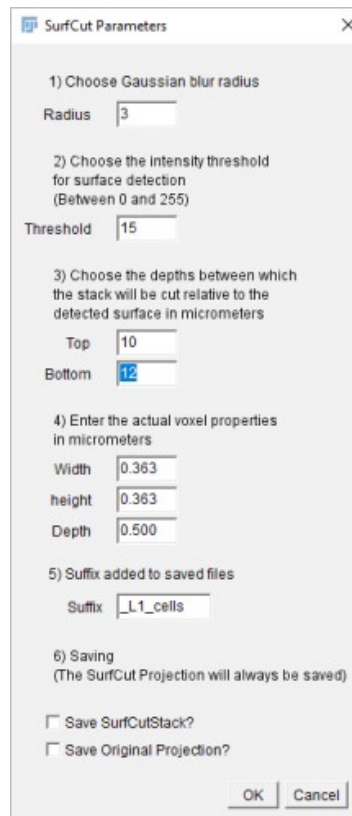 SurfCut Parameters
1) Choose Gaussian blur radius
Radius 3
2) Choose the intensity threshold
for surface detection
(Between 0 and 255)
Threshold 15
3) Choose the depths between which
the stack will be cut relative to the
detected surface in micrometers
Top 10
Bottom 12
4) Enter the actual voxel properties
in micrometers
Width 0.363
height 0.363
Depth 0.500
5) Suffix added to saved files
Suffix _L1_cells
6) Saving
(The SurfCut Projection will always be saved)
Save SurfCutStack?
Save Original Projection?
OK Cancel